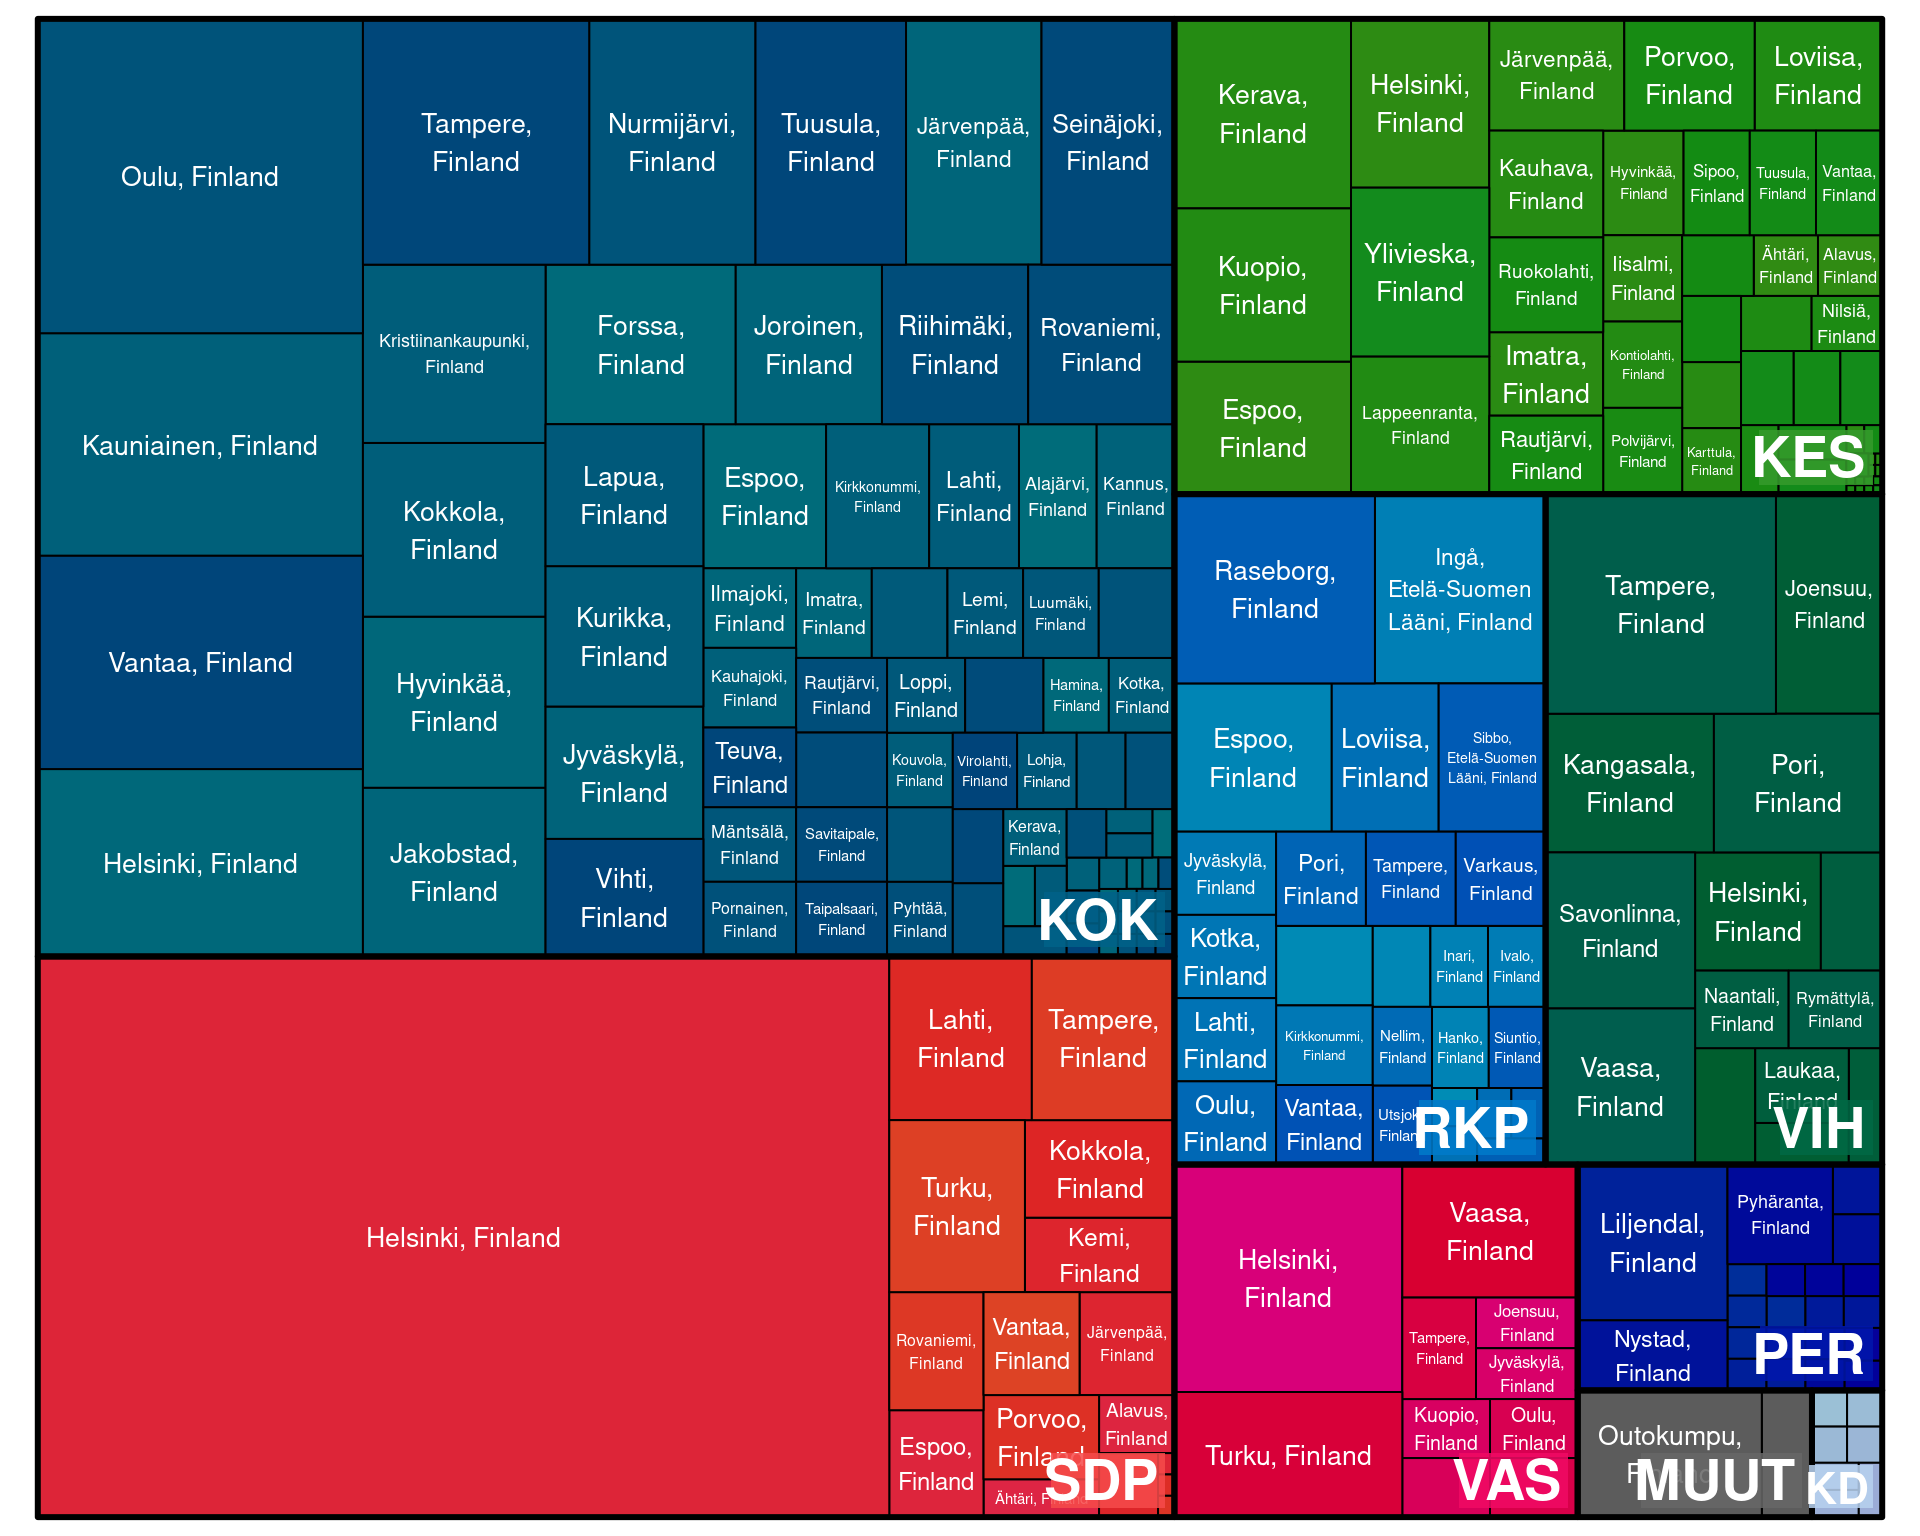 Oulu, Finland
Kauniainen, Finland
Vantaa, Finland
Helsinki, Finland
Tampere,
Finland
Nurmijärvi,
Finland
Tuusula,
Finland
Järvenpää,
Finland
Seinäjoki,
Finland
Kristiinankaupunki,
Finland
Kokkola,
Finland
Hyvinkää,
Finland
Jakobstad,
Finland
Forssa,
Finland
Joroinen,
Finland
Riihimäki,
Finland
Rovaniemi,
Finland
Lapua,
Finland
Kurikka,
Finland
Jyväskylä,
Finland
Vihti,
Finland
Espoo,
Finland
Kirkkonummi,
Finland
Lahti,
Finland
Alajärvi,
Finland
Kannus,
Finland
Ilmajoki,
Finland
Kauhajoki,
Finland
Teuva,
Finland
Mäntsälä,
Finland
Pornainen,
Finland
Imatra,
Finland
Lemi,
Finland
Luumäki,
Finland
Rautjärvi,
Finland
Loppi,
Finland
Hamina,
Finland
Kotka,
Finland
Kouvola,
Finland
Virolahti,
Finland
Lohja,
Finland
Savitaipale,
Finland
Taipalsaari,
Finland
Pyhtää,
Finland
Kerava,
Finland
KOK
Kerava,
Finland
Kuopio,
Finland
Espoo,
Finland
Helsinki,
Finland
Ylivieska,
Finland
Lappeenranta,
Finland
Järvenpää,
Finland
Porvoo,
Finland
Loviisa,
Finland
Kauhava,
Finland
Ruokolahti,
Finland
Imatra,
Finland
Rautjärvi,
Finland
Hyvinkää,
Finland
Sipoo,
Finland
Tuusula,
Finland
Vantaa,
Finland
Iisalmi,
Finland
Kontiolahti,
Finland
Polvijärvi,
Finland
Ähtäri,
Finland
Alavus,
Finland
Nilsiä,
Finland
Karttula,
Finland
KES
Raseborg,
Finland
Ingå,
Etelä-Suomen
Lääni, Finland
Espoo,
Finland
Loviisa,
Finland
Sibbo,
Etelä-Suomen
Lääni, Finland
Jyväskylä,
Finland
Kotka,
Finland
Lahti,
Finland
Oulu,
Finland
Pori,
Finland
Tampere,
Finland
Varkaus,
Finland
Inari,
Finland
Ivalo,
Finland
Kirkkonummi,
Finland
Nellim,
Finland
Hanko,
Finland
Siuntio,
Finland
Vantaa,
Finland
RKP
Tampere,
Finland
Joensuu,
Finland
Kangasala,
Finland
Pori,
Finland
Savonlinna,
Finland
Vaasa,
Finland
Helsinki,
Finland
Naantali,
Finland
Rymättylä,
Finland
Laukaa,
Finland
VIH
Helsinki, Finland
Lahti,
Finland
Tampere,
Finland
Turku,
Finland
Kokkola,
Finland
Kemi,
Finland
Rovaniemi,
Finland
Vantaa,
Finland
Järvenpää,
Finland
Espoo,
Finland
Porvoo,
Finland
Alavus,
Finland
Ähtäri,
SDP
Helsinki,
Finland
Turku, Finland
Vaasa,
Finland
Tampere,
Finland
Joensuu,
Finland
Jyväskylä,
Finland
Kuopio,
Finland
Oulu,
Finland
VAS
Liljendal,
Finland
Nystad,
Finland
Pyhäranta,
Finland
PER
Outokumpu,
MUUT
KD